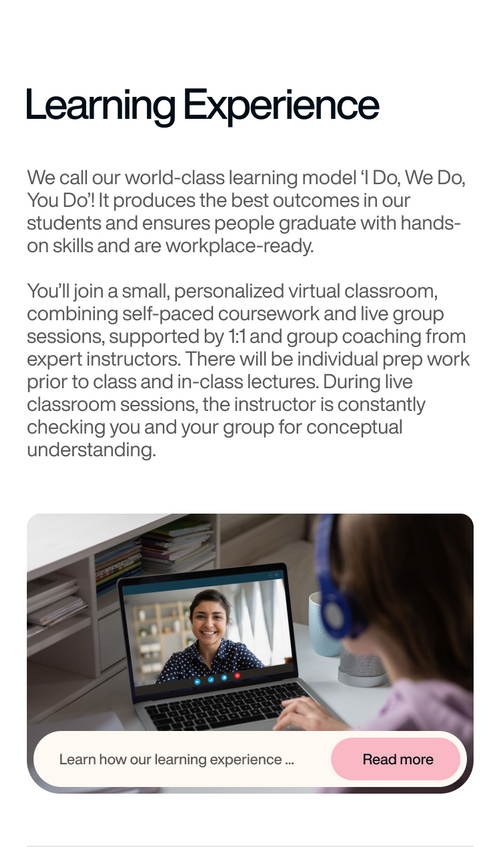 Learning Experience
We call our world-class learning model ‘I Do, We Do,
You Do’! It produces the best outcomes in our
students and ensures people graduate with hands-
on skills and are workplace-ready.
You’ll join a small, personalized virtual classroom,
combining self-paced coursework and live group
sessions, supported by 1:1 and group coaching from
expert instructors. There will be individual prep work
prior to class and in-class lectures. During live
classroom sessions, the instructor is constantly
checking you and your group for conceptual
understanding.
Learn how our learning experience ...
Read more